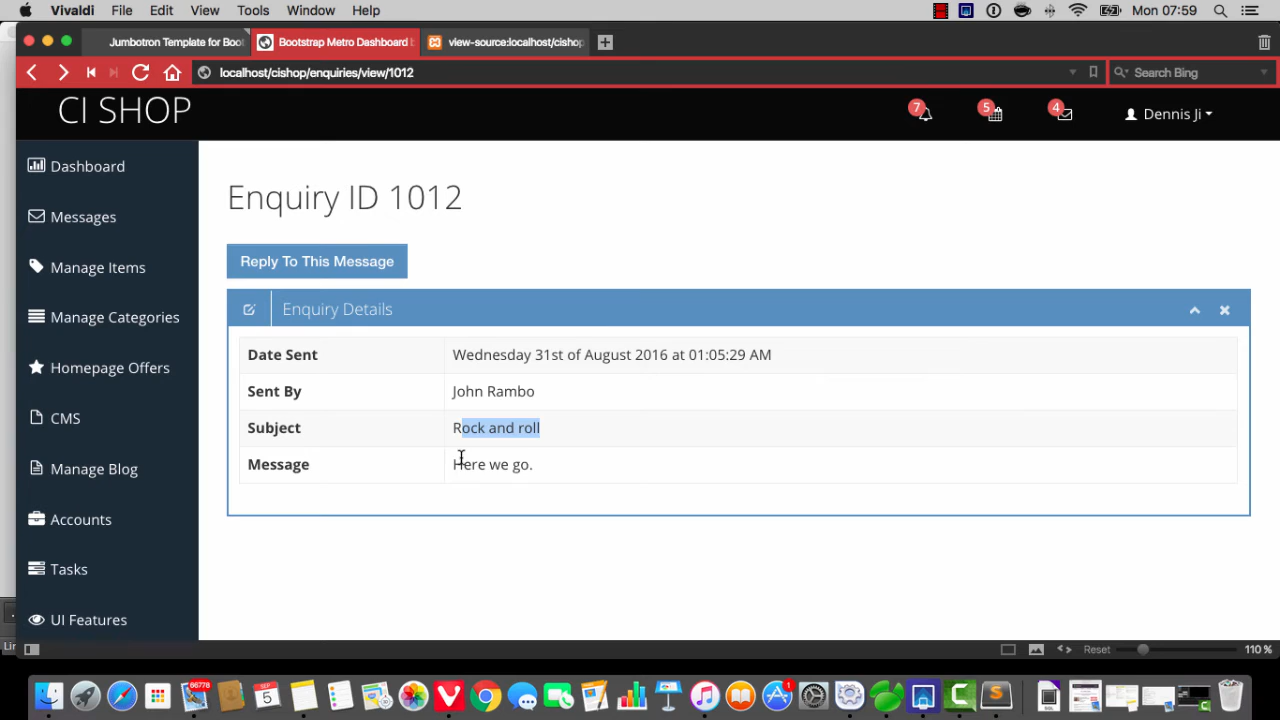 Vivaldi File Edit View Tools Window Help Mon 07:59
Jumbotron Template for Boot Bootstrap Metro Dashboard b view-source:localhost/cishop
localhost/cishop/enquiries/view/1012 Search Bing
CI SHOP 7 5 4 Dennis Ji
Dashboard
Messages
Manage Items
Manage Categories
Homepage Offers
CMS
Manage Blog
Accounts
Tasks
UI Features
Enquiry ID 1012
Reply To This Message
Enquiry Details
Date Sent Wednesday 31st of August 2016 at 01:05:29 AM
Sent By John Rambo
Subject Rock and roll
Message Here we go.
Reset 110 %
66778 SEP 5 1